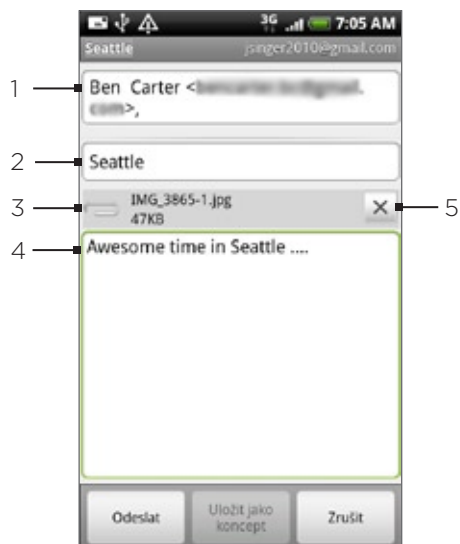 3G 7:05 AM
Seattle jsinger2010@gmail.com
1 Ben Carter <
>,
2 Seattle
3 IMG_3865-1.jpg
47KB
5
4 Awesome time in Seattle ....
Odeslat
Uložit jako
koncept
Zrušit